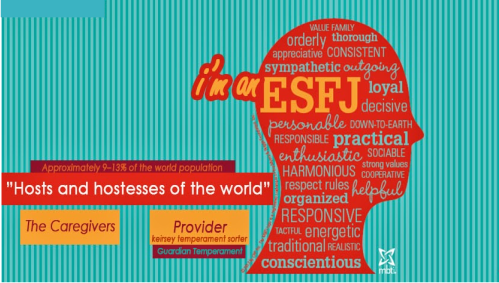 VALUE FAMILY
orderly thorough
appreciative CONSISTENT
sympathetic outgoing
i'm an ESFJ loyal
decisive
personable DOWN-TO-EARTH
RESPONSIBLE practical
enthusiastic SOCIABLE
strong values
HARMONIOUS COOPERATIVE
respect rules helpful
organized
RESPONSIVE
TACTFUL energetic
traditional REALISTIC
conscientious
mbti.
Approximately 9-13% of the world population
"Hosts and hostesses of the world"
The Caregivers
Provider
keirsey temperament sorter
Guardian Temperament